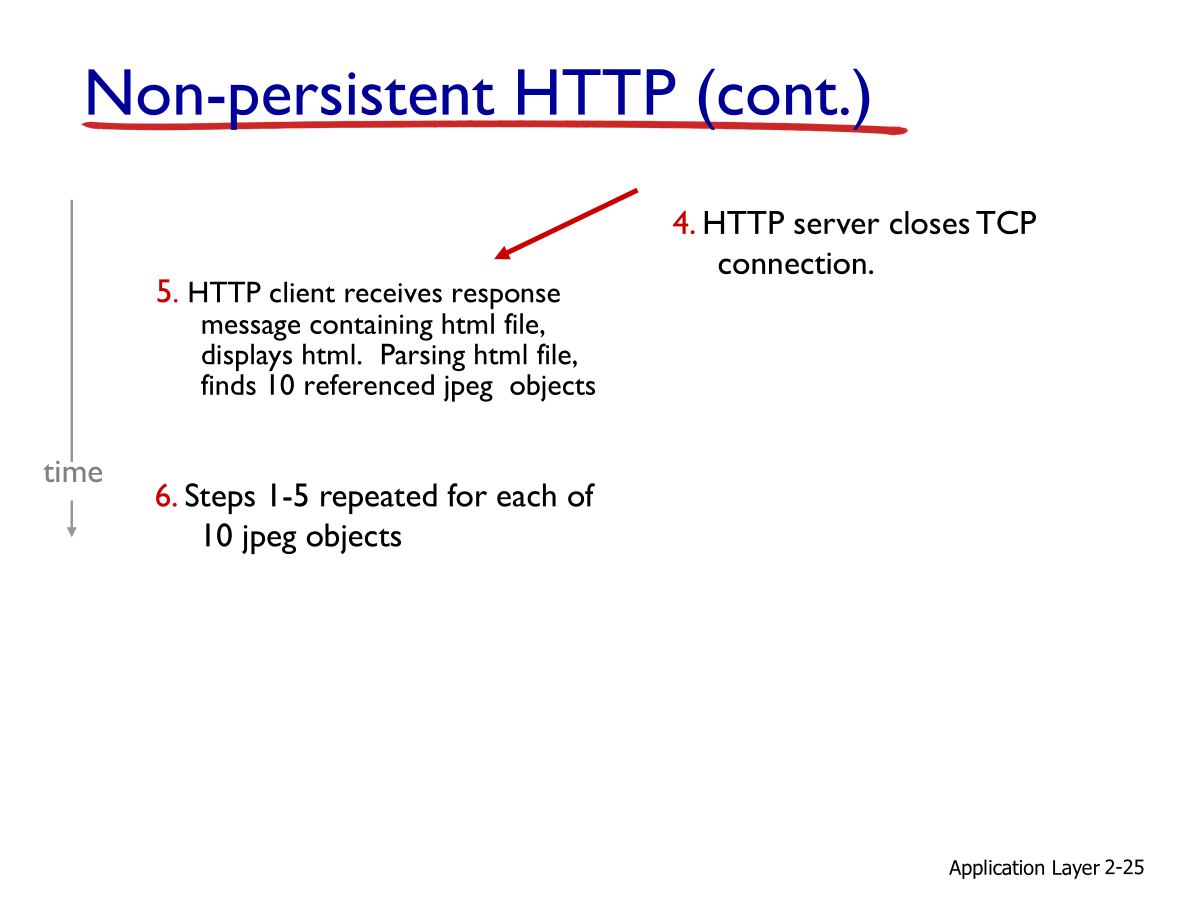 Non-persistent HTTP (cont.)
4. HTTP server closes TCP
connection.
5. HTTP client receives response
message containing html file,
displays html.  Parsing html file,
finds 10 referenced jpeg  objects
time
6. Steps 1-5 repeated for each of
10 jpeg objects
Application Layer 2-25